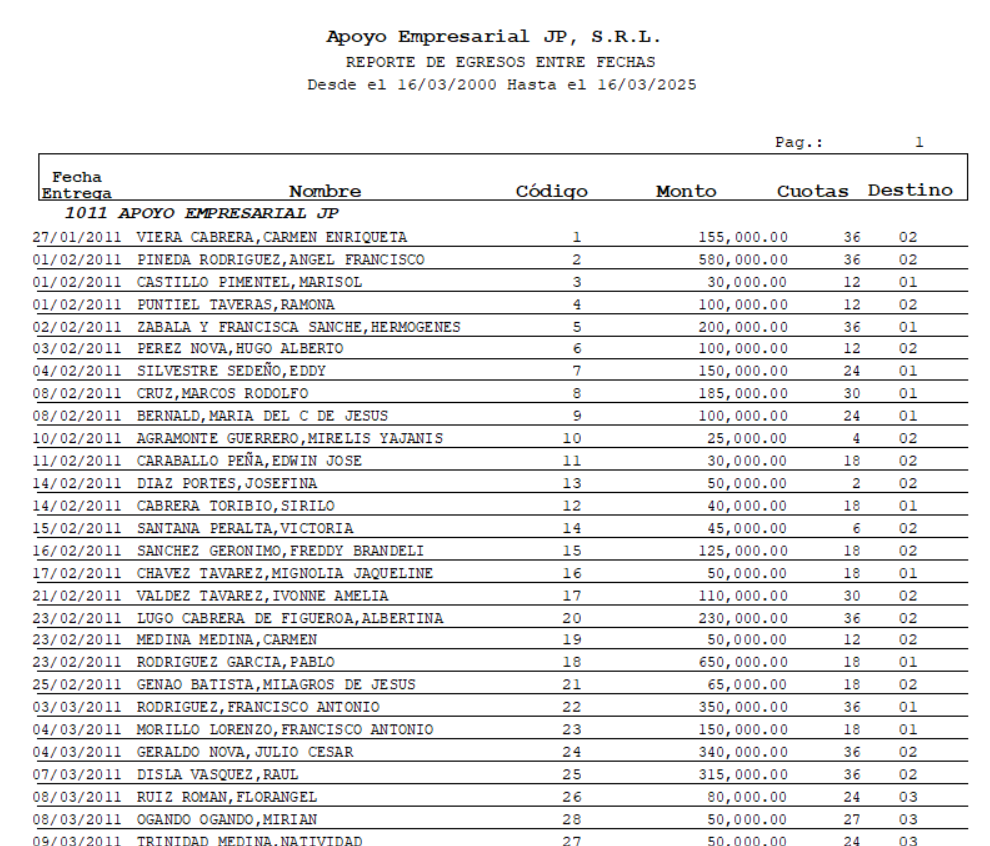 Apoyo Empresarial JP, S.R.L.
REPORTE DE EGRESOS ENTRE FECHAS
Desde el 16/03/2000 Hasta el 16/03/2025
Pag.: 1
Fecha Entrega Nombre Código Monto Cuotas Destino
1011 APOYO EMPRESARIAL JP
27/01/2011 VIERA CABRERA,CARMEN ENRIQUETA 1 155,000.00 36 02
01/02/2011 PINEDA RODRIGUEZ,ANGEL FRANCISCO 2 580,000.00 36 02
01/02/2011 CASTILLO PIMENTEL,MARISOL 3 30,000.00 12 01
01/02/2011 PUNTIEL TAVERAS,RAMONA 4 100,000.00 12 02
02/02/2011 ZABALA Y FRANCISCA SANCHE,HERMOGENES 5 200,000.00 36 01
03/02/2011 PEREZ NOVA,HUGO ALBERTO 6 100,000.00 12 02
04/02/2011 SILVESTRE SEDEÑO,EDDY 7 150,000.00 24 01
08/02/2011 CRUZ,MARCOS RODOLFO 8 185,000.00 30 01
08/02/2011 BERNALD,MARIA DEL C DE JESUS 9 100,000.00 24 01
10/02/2011 AGRAMONTE GUERRERO,MIRELIS YAJANIS 10 25,000.00 4 02
11/02/2011 CARABALLO PEÑA,EDWIN JOSE 11 30,000.00 18 02
14/02/2011 DIAZ PORTES,JOSEFINA 13 50,000.00 2 02
14/02/2011 CABRERA TORIBIO,SIRILO 12 40,000.00 18 01
15/02/2011 SANTANA PERALTA,VICTORIA 14 45,000.00 6 02
16/02/2011 SANCHEZ GERONIMO,FREDDY BRANDELI 15 125,000.00 18 02
17/02/2011 CHAVEZ TAVAREZ,MIGNOLIA JAQUELINE 16 50,000.00 18 01
21/02/2011 VALDEZ TAVAREZ,IVONNE AMELIA 17 110,000.00 30 02
23/02/2011 LUGO CABRERA DE FIGUEROA,ALBERTINA 20 230,000.00 36 02
23/02/2011 MEDINA MEDINA,CARMEN 19 50,000.00 12 02
23/02/2011 RODRIGUEZ GARCIA,PABLO 18 650,000.00 18 01
25/02/2011 GENAO BATISTA,MILAGROS DE JESUS 21 65,000.00 18 02
03/03/2011 RODRIGUEZ,FRANCISCO ANTONIO 22 350,000.00 36 01
04/03/2011 MORILLO LORENZO,FRANCISCO ANTONIO 23 150,000.00 18 01
04/03/2011 GERALDO NOVA,JULIO CESAR 24 340,000.00 36 02
07/03/2011 DISLA VASQUEZ,RAUL 25 315,000.00 36 02
08/03/2011 RUIZ ROMAN,FLORANGEL 26 80,000.00 24 03
08/03/2011 OGANDO OGANDO,MIRIAN 28 50,000.00 27 03
09/03/2011 TRINIDAD MEDINA,NATIVIDAD 27 50,000.00 24 03